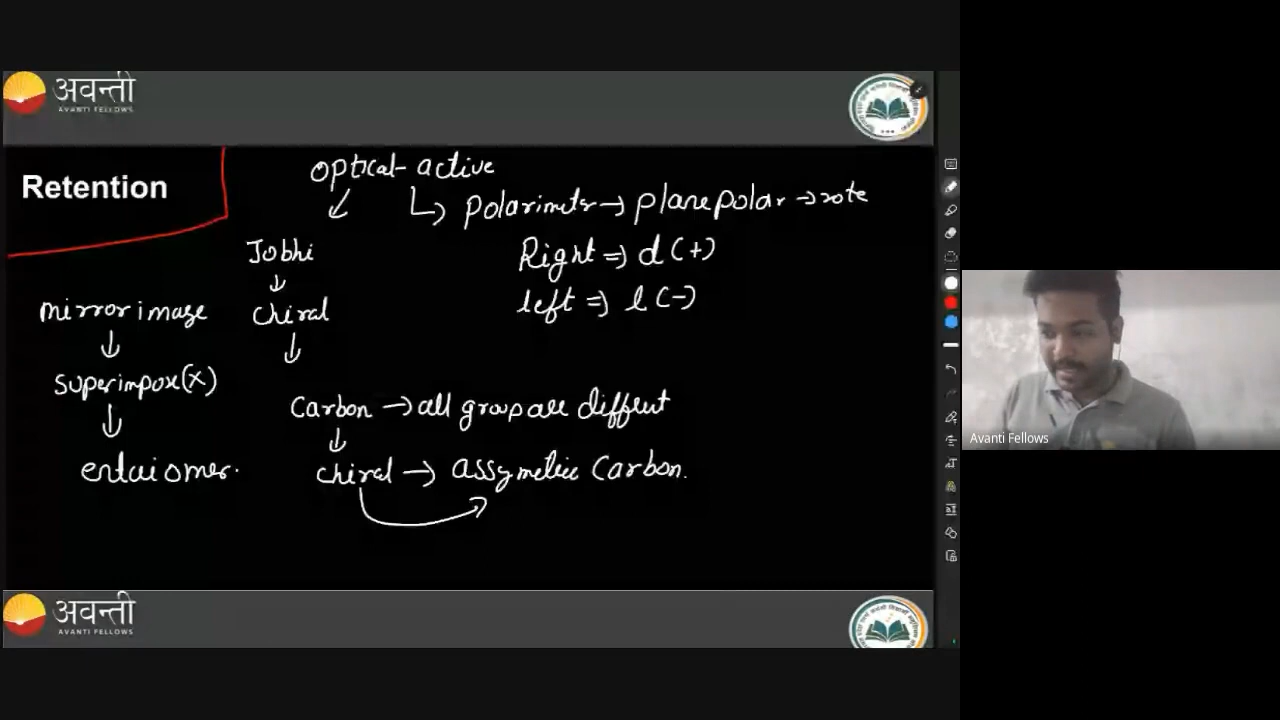 अवन्ती
AVANTI FELLOWS
Retention
Optical active
Polarimeter → plane polar → rote
Jobhi
Right ⇒ d (+)
left ⇒ l (-)
mirror image
chiral
superimpose(x)
Carbon → all group are diffent
entaiomer.
chiral → assymetric Carbon.
Avanti Fellows
अवन्ती
AVANTI FELLOWS